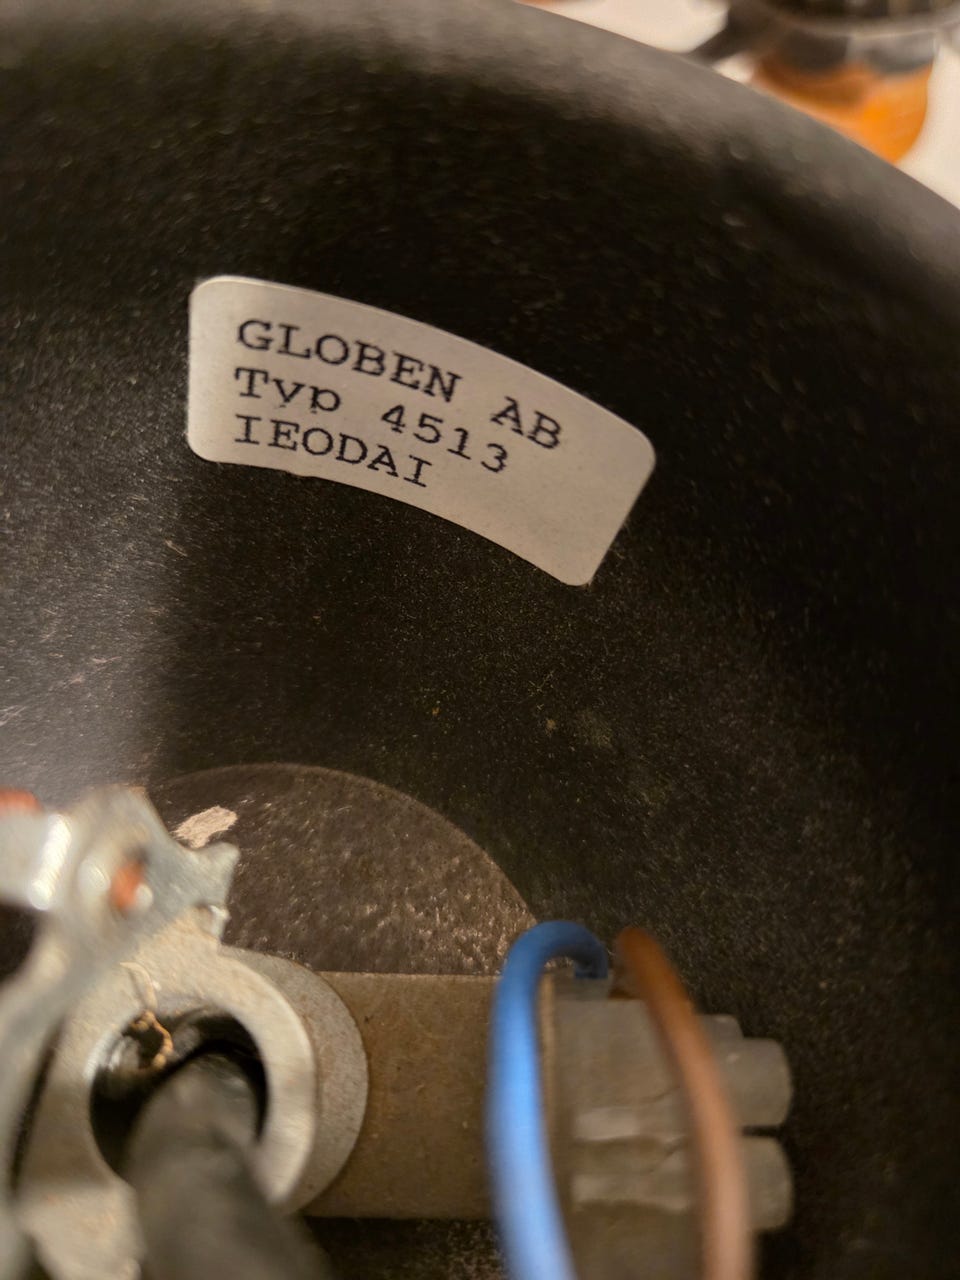 GLOBEN AB
Typ 4513
IEODAI